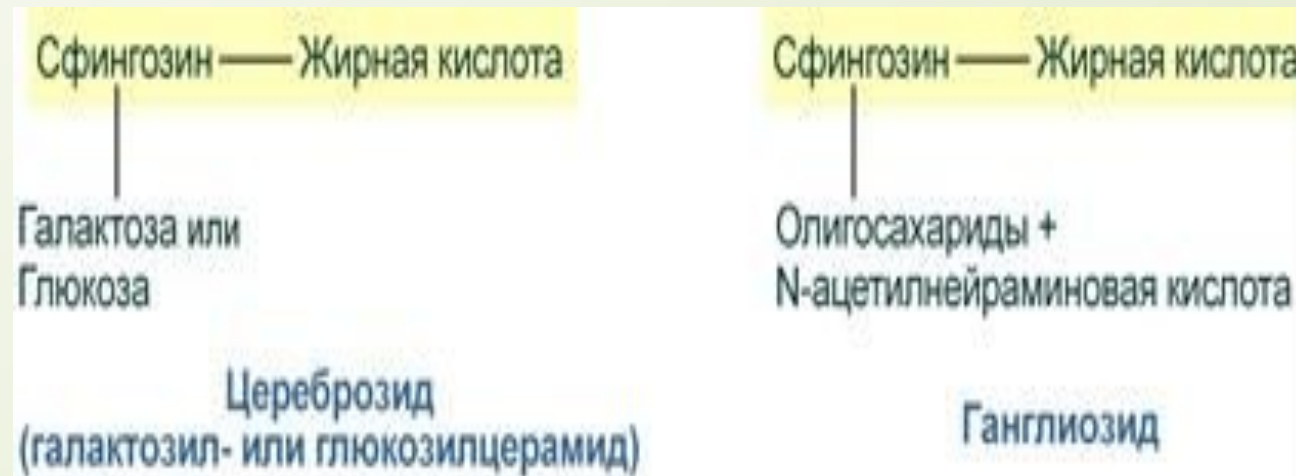 Сфингозин — Жирная кислота
Галактоза или
Глюкоза
Цереброзид
(галактозил- или глюкозилцерамид)
Сфингозин — Жирная кислота
Олигосахариды +
N-ацетилнейраминовая кислота
Ганглиозид